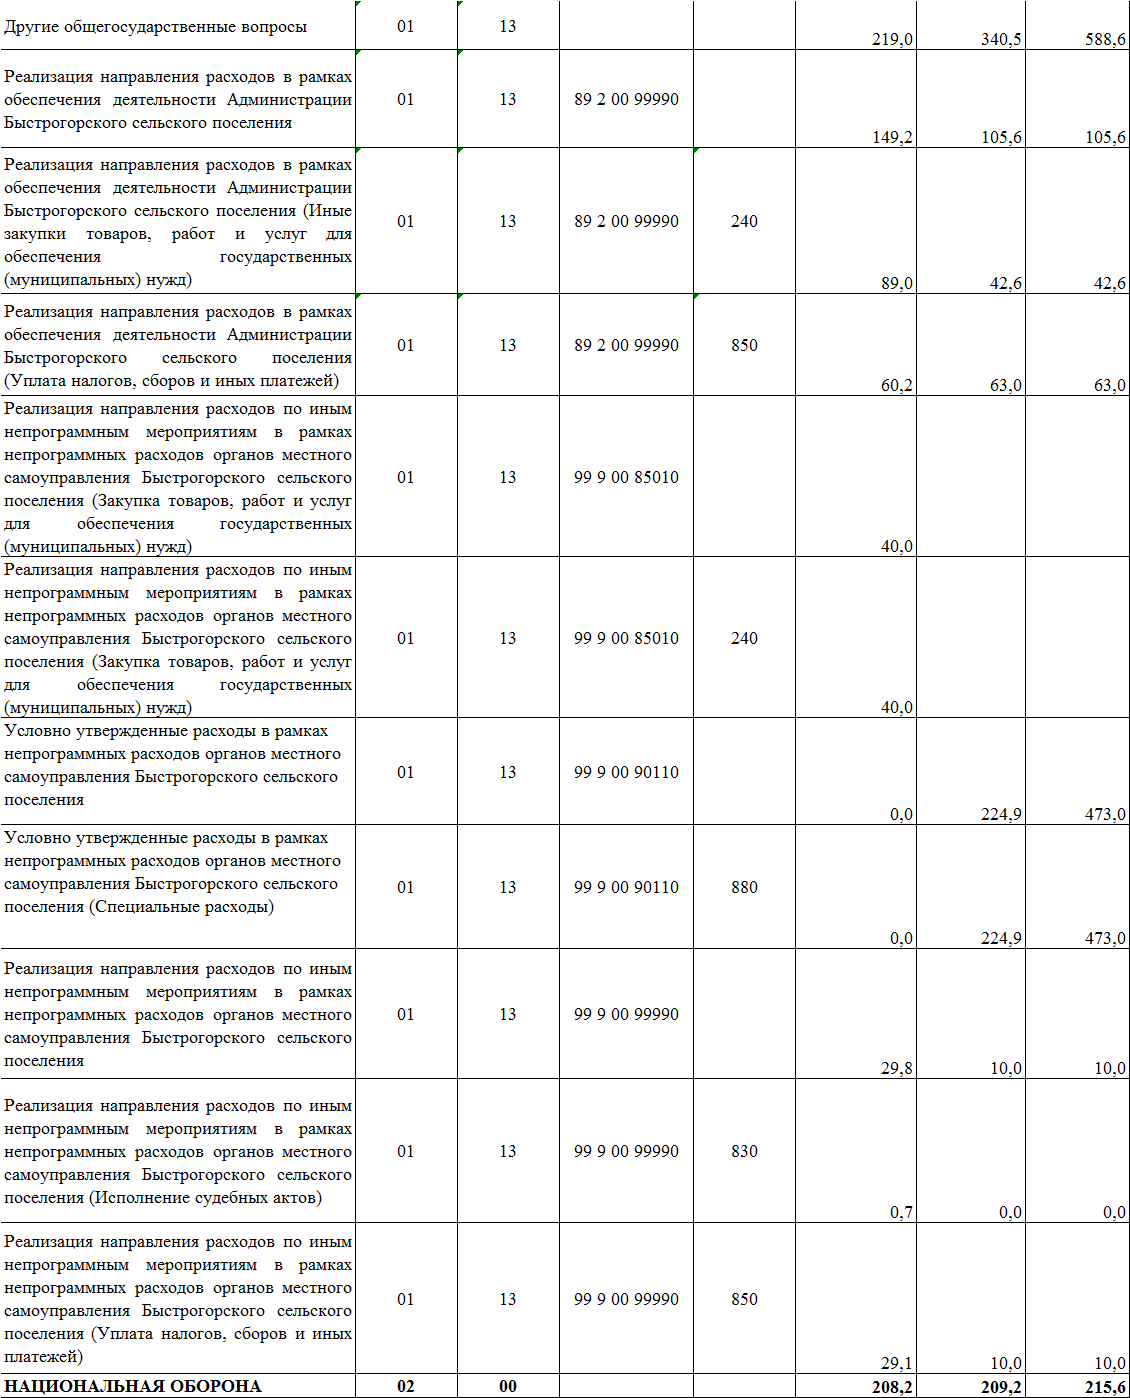 Другие общегосударственные вопросы 01 13 219,0 340,5 588,6
Реализация направления расходов в рамках
обеспечения деятельности Администрации
Быстрогорского сельского поселения
01 13 89 2 00 99990 149,2 105,6 105,6
Реализация направления расходов в рамках
обеспечения деятельности Администрации
Быстрогорского сельского поселения (Иные
закупки товаров, работ и услуг для
обеспечения государственных
(муниципальных) нужд)
01 13 89 2 00 99990 240 89,0 42,6 42,6
Реализация направления расходов в рамках
обеспечения деятельности Администрации
Быстрогорского сельского поселения
(Уплата налогов, сборов и иных платежей)
01 13 89 2 00 99990 850 60,2 63,0 63,0
Реализация направления расходов по иным
непрограммным мероприятиям в рамках
непрограммных расходов органов местного
самоуправления Быстрогорского сельского
поселения (Закупка товаров, работ и услуг
для обеспечения государственных
(муниципальных) нужд)
01 13 99 9 00 85010 40,0
Реализация направления расходов по иным
непрограммным мероприятиям в рамках
непрограммных расходов органов местного
самоуправления Быстрогорского сельского
поселения (Закупка товаров, работ и услуг
для обеспечения государственных
(муниципальных) нужд)
01 13 99 9 00 85010 240 40,0
Условно утвержденные расходы в рамках
непрограммных расходов органов местного
самоуправления Быстрогорского сельского
поселения
01 13 99 9 00 90110 0,0 224,9 473,0
Условно утвержденные расходы в рамках
непрограммных расходов органов местного
самоуправления Быстрогорского сельского
поселения (Специальные расходы)
01 13 99 9 00 90110 880 0,0 224,9 473,0
Реализация направления расходов по иным
непрограммным мероприятиям в рамках
непрограммных расходов органов местного
самоуправления Быстрогорского сельского
поселения
01 13 99 9 00 99990 29,8 10,0 10,0
Реализация направления расходов по иным
непрограммным мероприятиям в рамках
непрограммных расходов органов местного
самоуправления Быстрогорского сельского
поселения (Исполнение судебных актов)
01 13 99 9 00 99990 830 0,7 0,0 0,0
Реализация направления расходов по иным
непрограммным мероприятиям в рамках
непрограммных расходов органов местного
самоуправления Быстрогорского сельского
поселения (Уплата налогов, сборов и иных
платежей)
01 13 99 9 00 99990 850 29,1 10,0 10,0
НАЦИОНАЛЬНАЯ ОБОРОНА 02 00 208,2 209,2 215,6